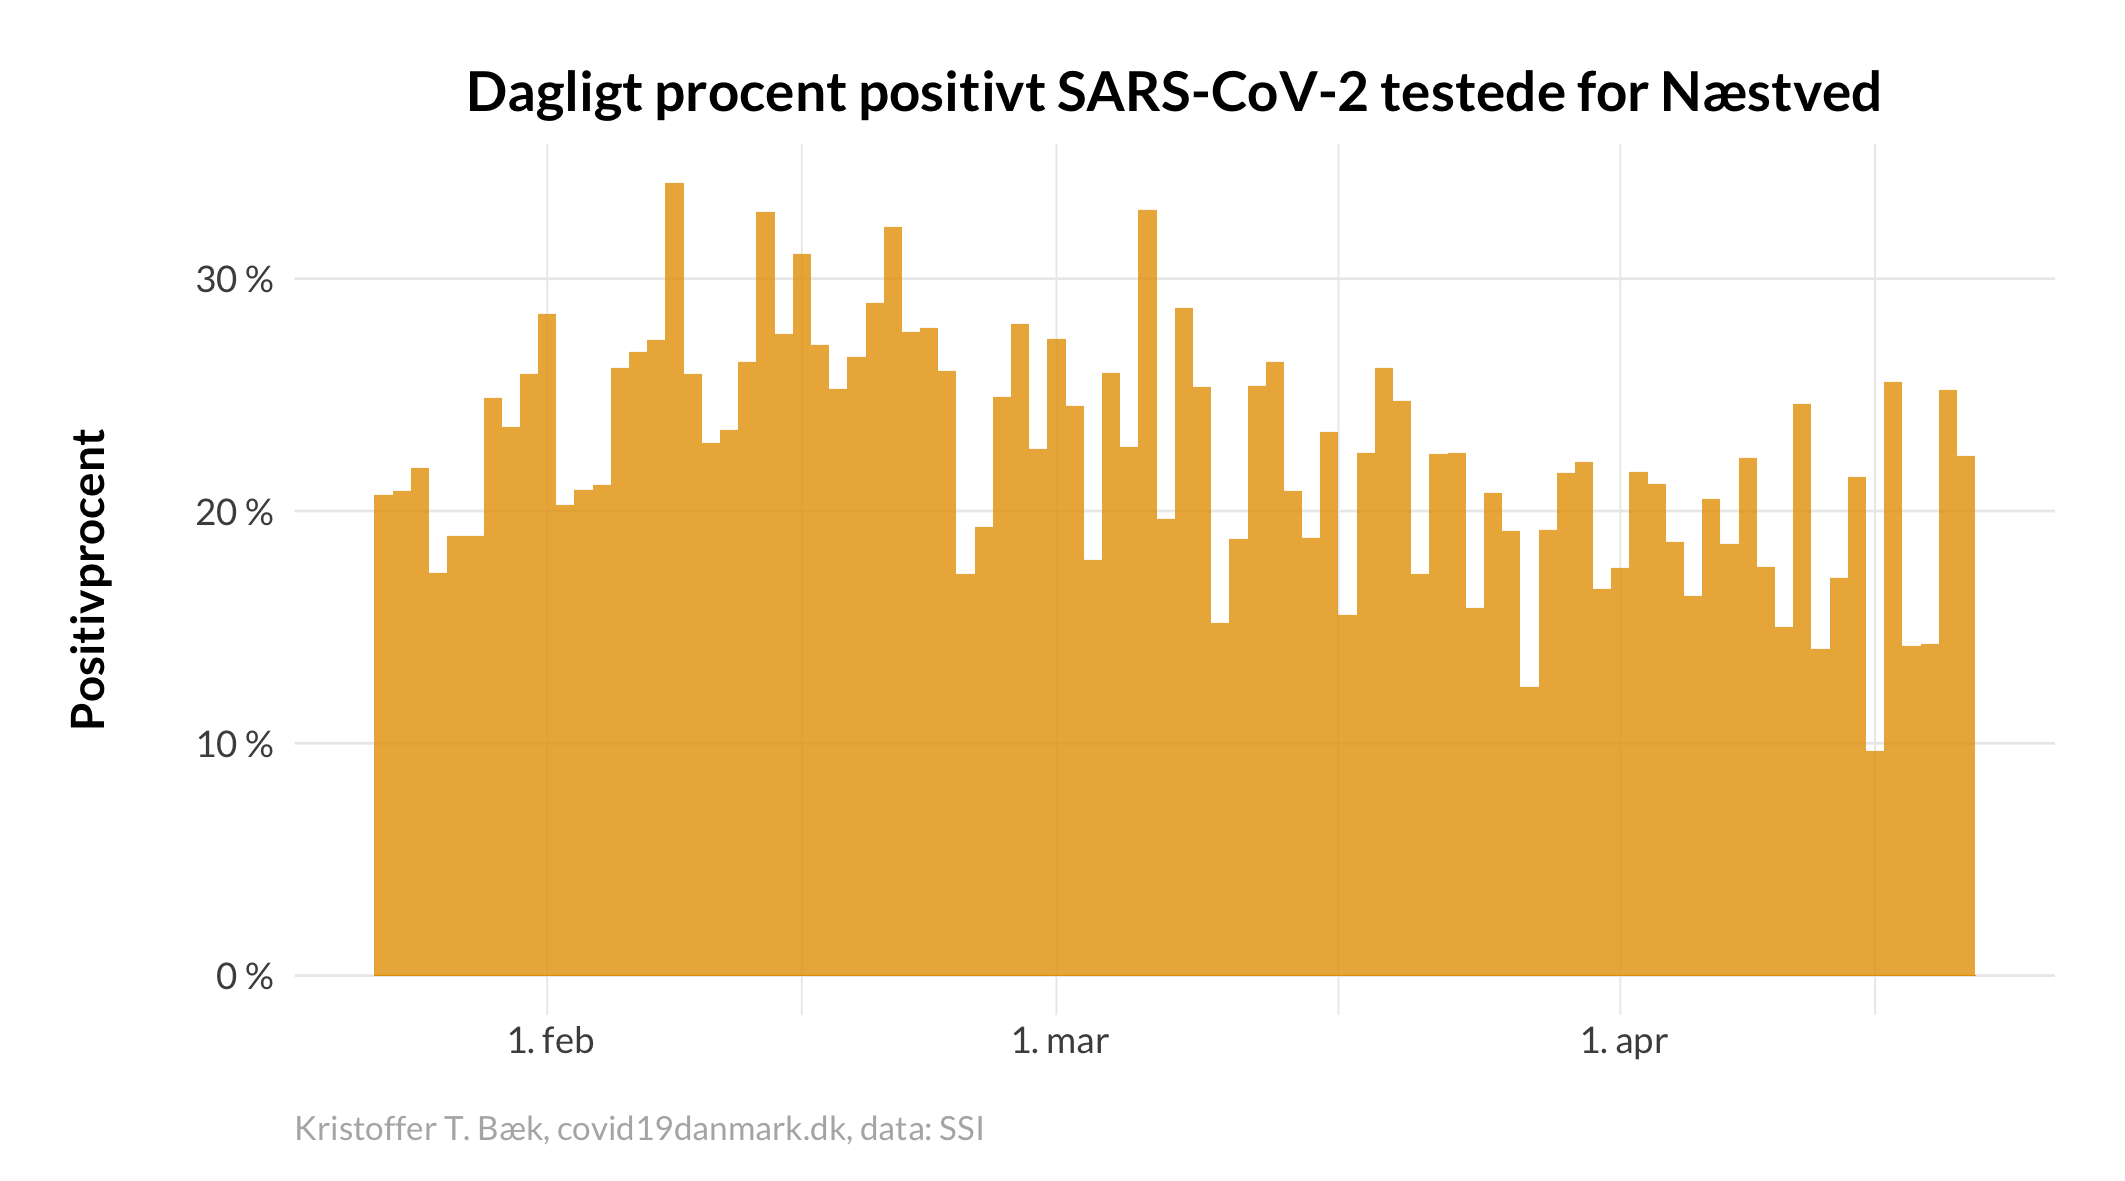 Dagligt procent positivt SARS-CoV-2 testede for Næstved
Positivprocent
30 %
20 %
10 %
0 %
1. feb
1. mar
1. apr
Kristoffer T. Bæk, covid19danmark.dk, data: SSI